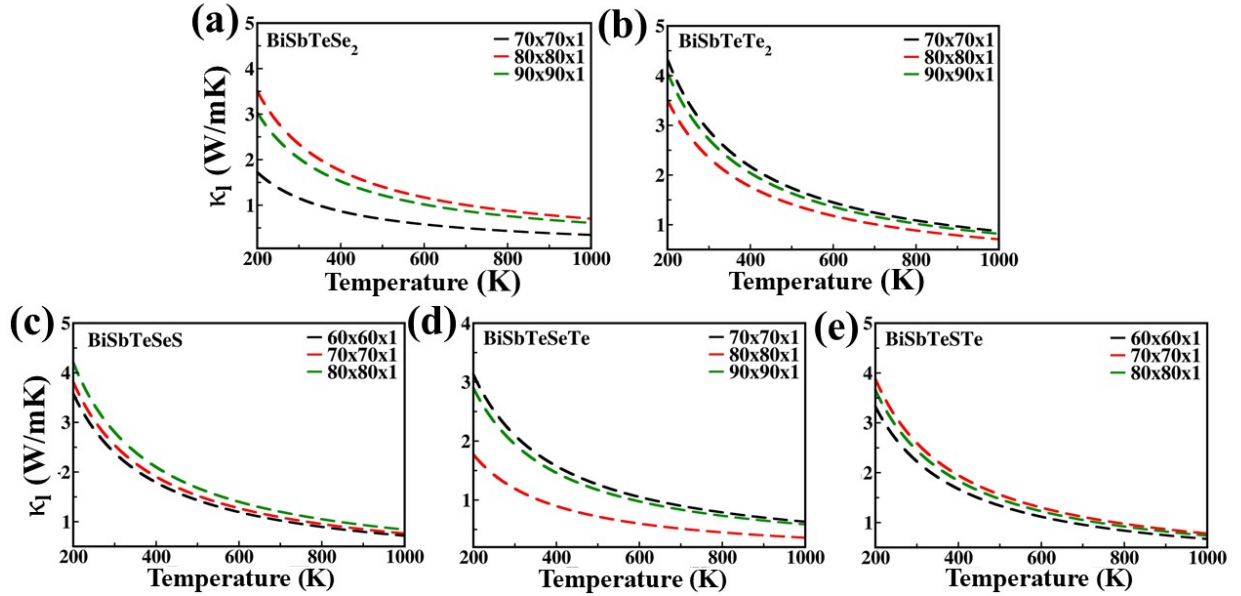 (a)
BiSbTeSe2
70x70x1
80x80x1
90x90x1
κl (W/mK)
5
4
3
2
1
200 400 600 800 1000
Temperature (K)
(b)
BiSbTeTe2
70x70x1
80x80x1
90x90x1
5
4
3
2
1
200 400 600 800 1000
Temperature (K)
(c)
BiSbTeSeS
60x60x1
70x70x1
80x80x1
κl (W/mK)
5
4
3
2
1
200 400 600 800 1000
Temperature (K)
(d)
BiSbTeSeTe
70x70x1
80x80x1
90x90x1
4
3
2
1
200 400 600 800 1000
Temperature (K)
(e)
BiSbTeSTe
60x60x1
70x70x1
80x80x1
5
4
3
2
1
200 400 600 800 1000
Temperature (K)